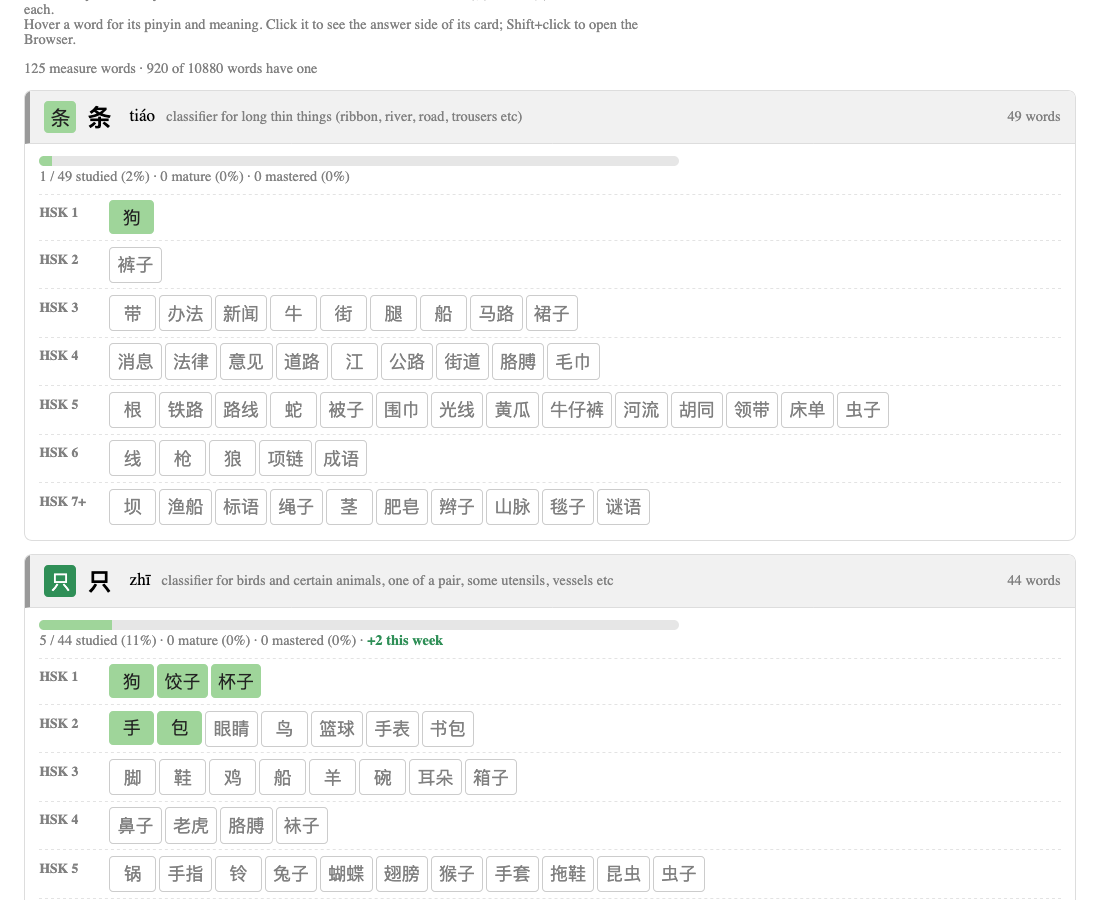 each.
Hover a word for its pinyin and meaning. Click it to see the answer side of its card; Shift+click to open the
Browser.
125 measure words · 920 of 10880 words have one
条 条 tiáo classifier for long thin things (ribbon, river, road, trousers etc) 49 words
1 / 49 studied (2%) · 0 mature (0%) · 0 mastered (0%)
HSK 1 狗
HSK 2 裤子
HSK 3 带 办法 新闻 牛 街 腿 船 马路 裙子
HSK 4 消息 法律 意见 道路 江 公路 街道 胳膊 毛巾
HSK 5 根 铁路 路线 蛇 被子 围巾 光线 黄瓜 牛仔裤 河流 胡同 领带 床单 虫子
HSK 6 线 枪 狼 项链 成语
HSK 7+ 坝 渔船 标语 绳子 茎 肥皂 辫子 山脉 毯子 谜语
只 只 zhī classifier for birds and certain animals, one of a pair, some utensils, vessels etc 44 words
5 / 44 studied (11%) · 0 mature (0%) · 0 mastered (0%) · +2 this week
HSK 1 狗 饺子 杯子
HSK 2 手 包 眼睛 鸟 篮球 手表 书包
HSK 3 脚 鞋 鸡 船 羊 碗 耳朵 箱子
HSK 4 鼻子 老虎 胳膊 袜子
HSK 5 锅 手指 铃 兔子 蝴蝶 翅膀 猴子 手套 拖鞋 昆虫 虫子